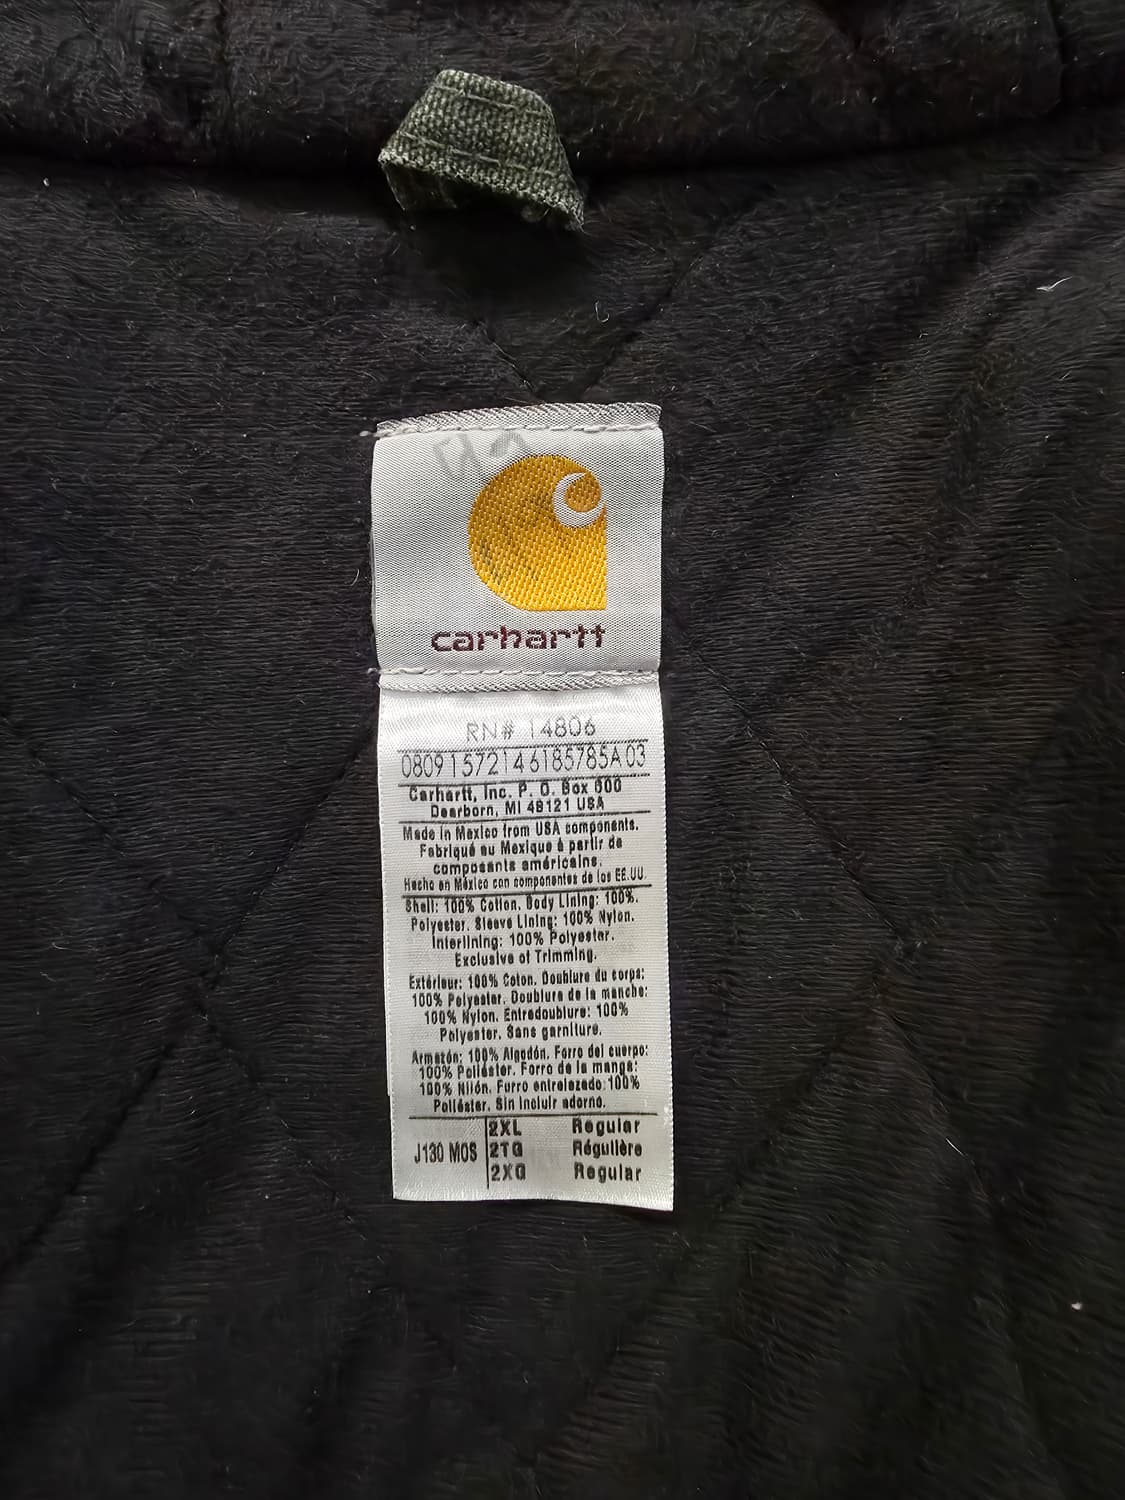 carhartt
RN# 14806
08091572146185785A03
Carhartt, Inc. P. O. Box 600
Dearborn, MI 48121 USA
Made in Mexico from USA components.
Fabriqué au Mexique à partir de
composants américains.
Hecho en México con componentes de los EE.UU.
Shell: 100% Cotton. Body Lining: 100%.
Polyester. Sleeve Lining: 100% Nylon.
Interlining: 100% Polyester.
Exclusive of Trimming.
Extérieur: 100% Coton. Doublure du corps:
100% Polyester. Doublure de la manche:
100% Nylon. Entredoublure: 100%
Polyester. Sans garniture.
Armazón: 100% Algodón. Forro del cuerpo:
100% Poliéster. Forro de la manga:
100% Nilón. Furro entrelazado:100%
Poliéster. Sin incluir adorno.
2XL Regular
J130 MOS 2TG Régulière
2XG Regular